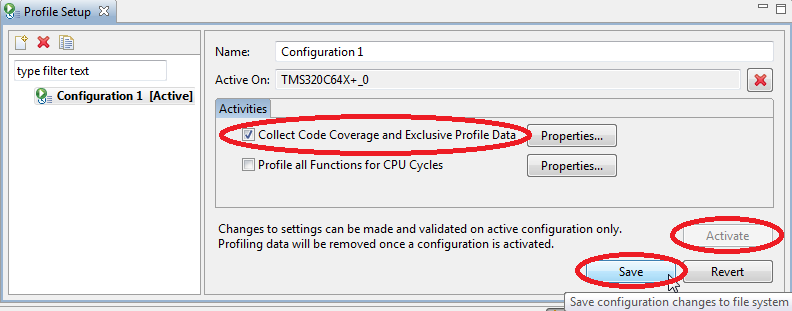 Profile Setup
type filter text
Configuration 1 [Active]
Name: Configuration 1
Active On: TMS320C64X+_0
Activities
Collect Code Coverage and Exclusive Profile Data Properties...
Profile all Functions for CPU Cycles Properties...
Changes to settings can be made and validated on active configuration only.
Profiling data will be removed once a configuration is activated.
Activate
Save Revert
Save configuration changes to file system